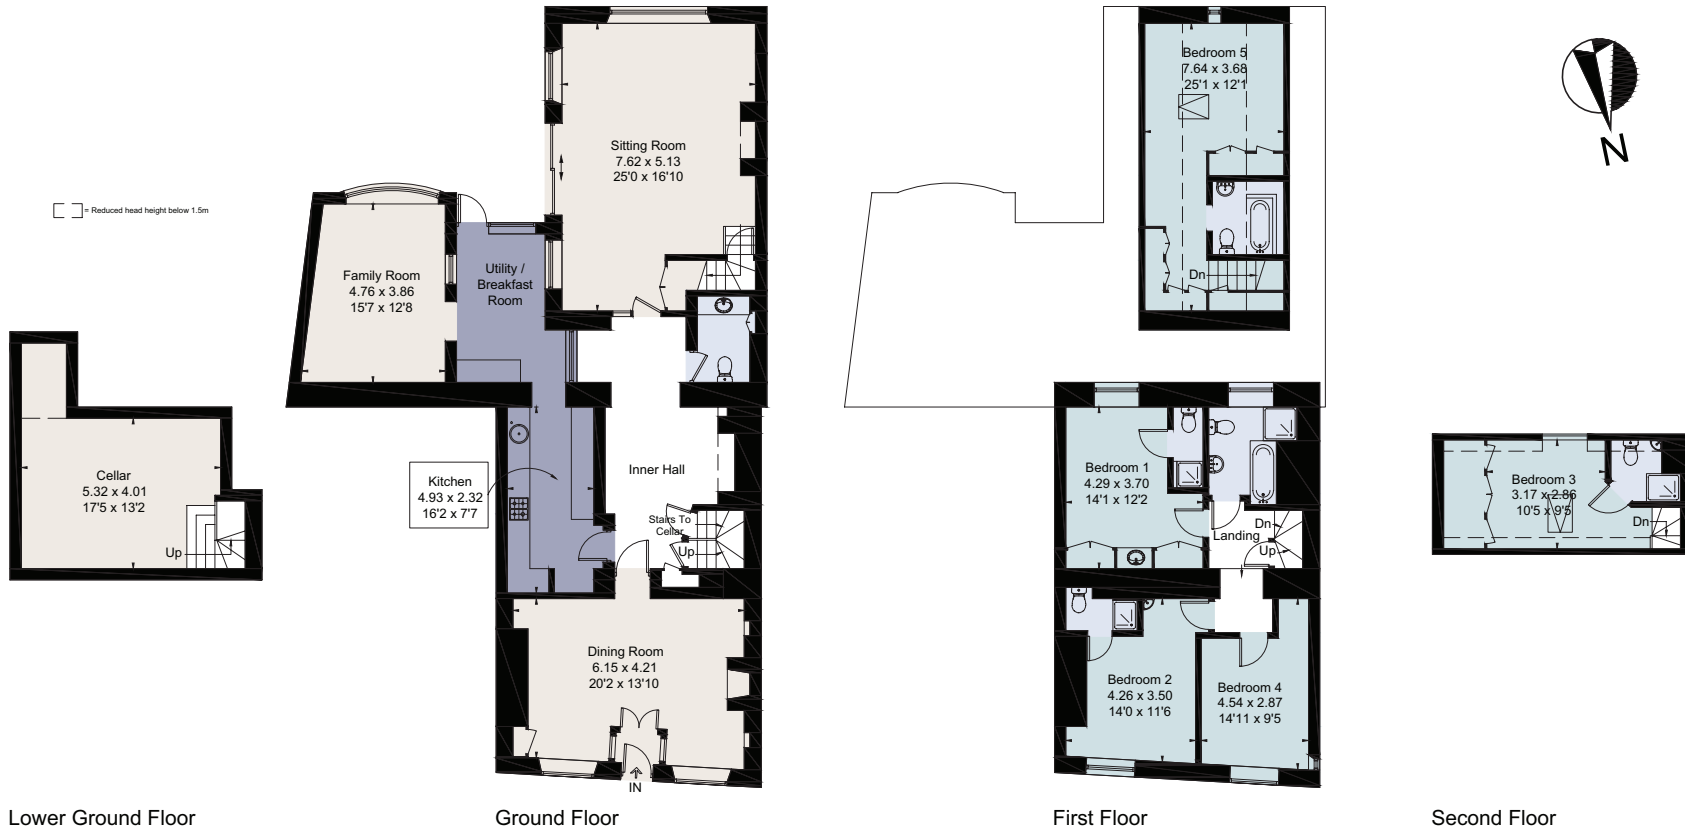 = Reduced head height below 1.5m
Cellar
5.32 x 4.01
17'5 x 13'2
Up
Lower Ground Floor
Sitting Room
7.62 x 5.13
25'0 x 16'10
Family Room
4.76 x 3.86
15'7 x 12'8
Utility /
Breakfast
Room
Kitchen
4.93 x 2.32
16'2 x 7'7
Inner Hall
Stairs To
Cellar
Up
Dining Room
6.15 x 4.21
20'2 x 13'10
IN
Ground Floor
Bedroom 5
7.64 x 3.68
25'1 x 12'1
Dn
Bedroom 1
4.29 x 3.70
14'1 x 12'2
Dn
Landing
Up
Bedroom 2
4.26 x 3.50
14'0 x 11'6
Bedroom 4
4.54 x 2.87
14'11 x 9'5
First Floor
N
Bedroom 3
3.17 x 2.86
10'5 x 9'5
Dn
Second Floor